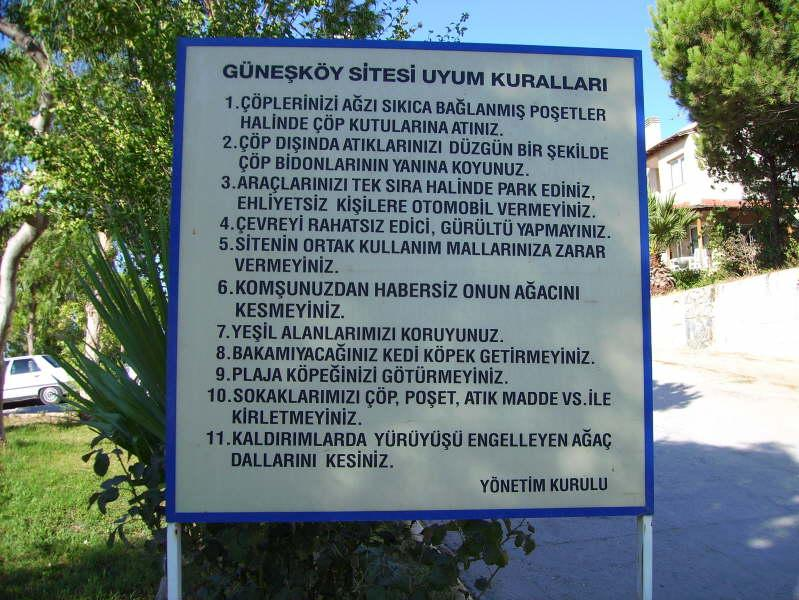 GÜNEŞKÖY SİTESİ UYUM KURALLARI
1.ÇÖPLERİNİZİ AĞZI SIKICA BAĞLANMIŞ POŞETLER
HALİNDE ÇÖP KUTULARINA ATINIZ.
2.ÇÖP DIŞINDA ATIKLARINIZI DÜZGÜN BİR ŞEKİLDE
ÇÖP BİDONLARININ YANINA KOYUNUZ.
3.ARAÇLARINIZI TEK SIRA HALİNDE PARK EDİNİZ,
EHLİYETSİZ KİŞİLERE OTOMOBİL VERMEYİNİZ.
4.ÇEVREYİ RAHATSIZ EDİCİ, GÜRÜLTÜ YAPMAYINIZ.
5.SİTENİN ORTAK KULLANIM MALLARINIZA ZARAR
VERMEYİNİZ.
6.KOMŞUNUZDAN HABERSİZ ONUN AĞACINI
KESMEYİNİZ.
7.YEŞİL ALANLARIMIZI KORUYUNUZ.
8.BAKAMIYACAĞINIZ KEDİ KÖPEK GETİRMEYİNİZ.
9.PLAJA KÖPEĞİNİZİ GÖTÜRMEYİNİZ.
10.SOKAKLARIMIZI ÇÖP, POŞET, ATIK MADDE VS.İLE
KİRLETMEYİNİZ.
11.KALDIRIMLARDA YÜRÜYÜŞÜ ENGELLEYEN AĞAÇ
DALLARINI KESİNİZ.
YÖNETİM KURULU